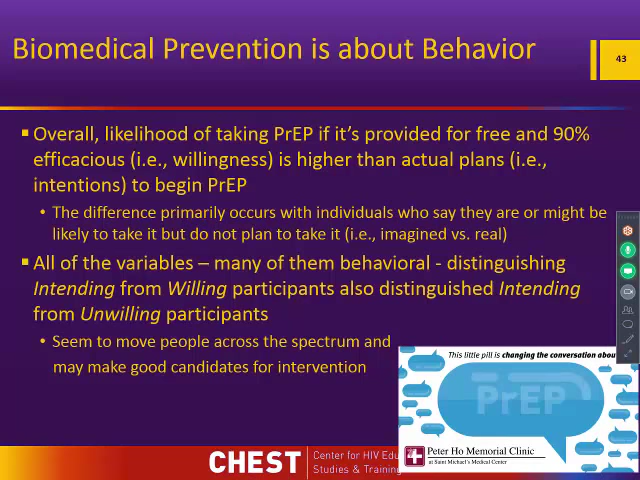 Biomedical Prevention is about Behavior
43
Overall, likelihood of taking PrEP if it's provided for free and 90%
efficacious (i.e., willingness) is higher than actual plans (i.e.,
intentions) to begin PrEP
The difference primarily occurs with individuals who say they are or might be
likely to take it but do not plan to take it (i.e., imagined vs. real)
All of the variables – many of them behavioral - distinguishing
Intending from Willing participants also distinguished Intending
from Unwilling participants
Seem to move people across the spectrum and
may make good candidates for intervention
This little pill is changing the conversation abou
PrEP
Peter Ho Memorial Clinic
at Saint Michael's Medical Center
CHEST
Center for HIV Edu
Studies & Training